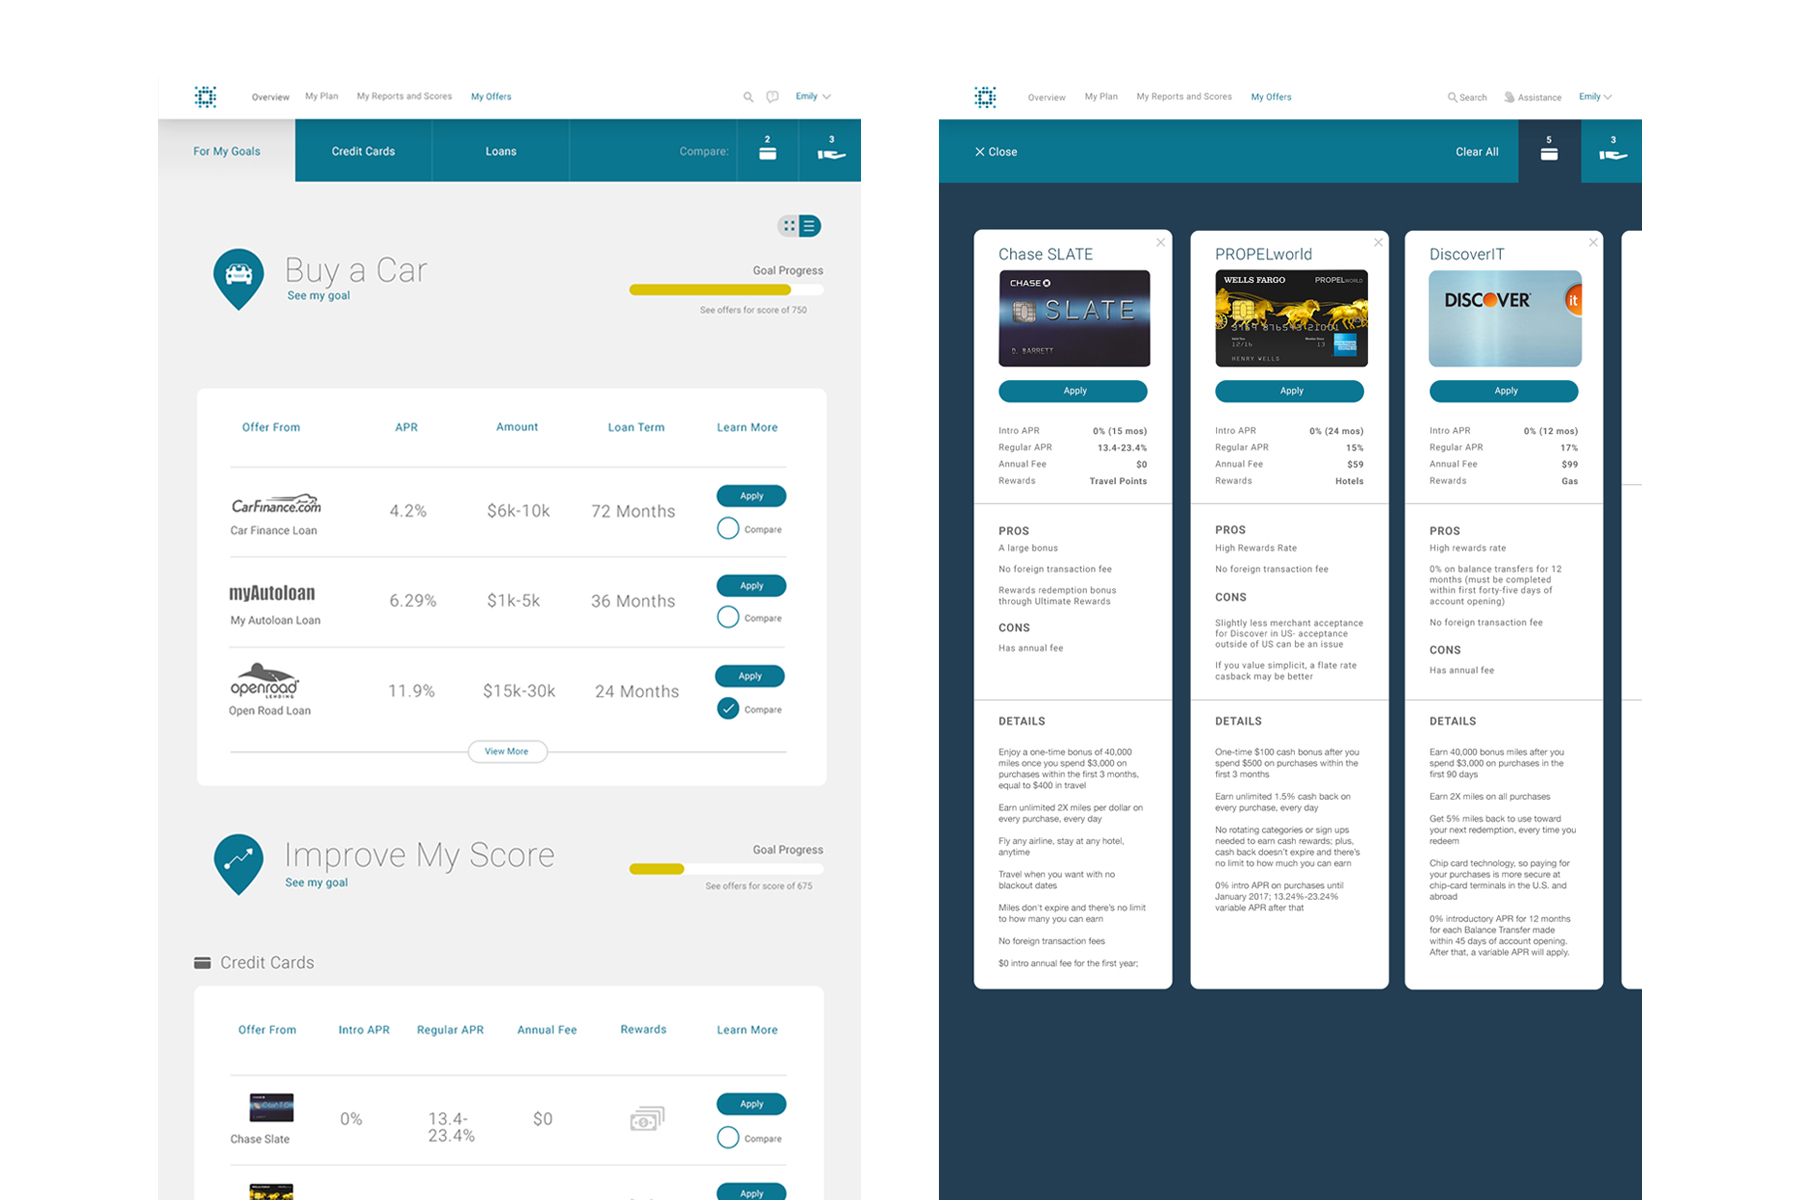 Overview My Plan My Reports and Scores My Offers
Emily
For My Goals Credit Cards Loans Compare: 2 3
Buy a Car
See my goal
Goal Progress
See offers for score of 750
Offer From APR Amount Loan Term Learn More
CarFinance.com
Car Finance Loan
4.2% $6k-10k 72 Months
Apply
Compare
myAutoloan
My Autoloan Loan
6.29% $1k-5k 36 Months
Apply
Compare
openroad
LENDING
Open Road Loan
11.9% $15k-30k 24 Months
Apply
Compare
View More
Improve My Score
See my goal
Goal Progress
See offers for score of 675
Credit Cards
Offer From Intro APR Regular APR Annual Fee Rewards Learn More
Chase Slate
0%
13.4-
23.4%
$0
Apply
Compare
Apply
Overview My Plan My Reports and Scores My Offers
Search Assistance Emily
Close
Clear All
5
3
Chase SLATE
CHASE
SLATE
D. BARRETT
Apply
Intro APR 0% (15 mos)
Regular APR 13.4-23.4%
Annual Fee $0
Rewards Travel Points
PROS
A large bonus
No foreign transaction fee
Rewards redemption bonus
through Ultimate Rewards
CONS
Has annual fee
DETAILS
Enjoy a one-time bonus of 40,000
miles once you spend $3,000 on
purchases within the first 3 months,
equal to $400 in travel
Earn unlimited 2X miles per dollar on
every purchase, every day
Fly any airline, stay at any hotel,
anytime
Travel when you want with no
blackout dates
Miles don't expire and there's no limit
to how many you can earn
No foreign transaction fees
$0 intro annual fee for the first year;
PROPELworld
WELLS FARGO PROPELWORLD
12/16 13
HENRY WELLS
Apply
Intro APR 0% (24 mos)
Regular APR 15%
Annual Fee $59
Rewards Hotels
PROS
High Rewards Rate
No foreign transaction fee
CONS
Slightly less merchant acceptance
for Discover in US- acceptance
outside of US can be an issue
If you value simplicit, a flate rate
casback may be better
DETAILS
One-time $100 cash bonus after you
spend $500 on purchases within the
first 3 months
Earn unlimited 1.5% cash back on
every purchase, every day
No rotating categories or sign ups
needed to earn cash rewards; plus,
cash back doesn't expire and there's
no limit to how much you can earn
0% intro APR on purchases until
January 2017; 13.24%-23.24%
variable APR after that
DiscoverIT
DISCOVER it
Apply
Intro APR 0% (12 mos)
Regular APR 17%
Annual Fee $99
Rewards Gas
PROS
High rewards rate
0% on balance transfers for 12
months (must be completed
within first forty-five days of
account opening)
No foreign transaction fee
CONS
Has annual fee
DETAILS
Earn 40,000 bonus miles after you
spend $3,000 on purchases in the
first 90 days
Earn 2X miles on all purchases
Get 5% miles back to use toward
your next redemption, every time you
redeem
Chip card technology, so paying for
your purchases is more secure at
chip-card terminals in the U.S. and
abroad
0% introductory APR for 12 months
for each Balance Transfer made
within 45 days of account opening.
After that, a variable APR will apply.